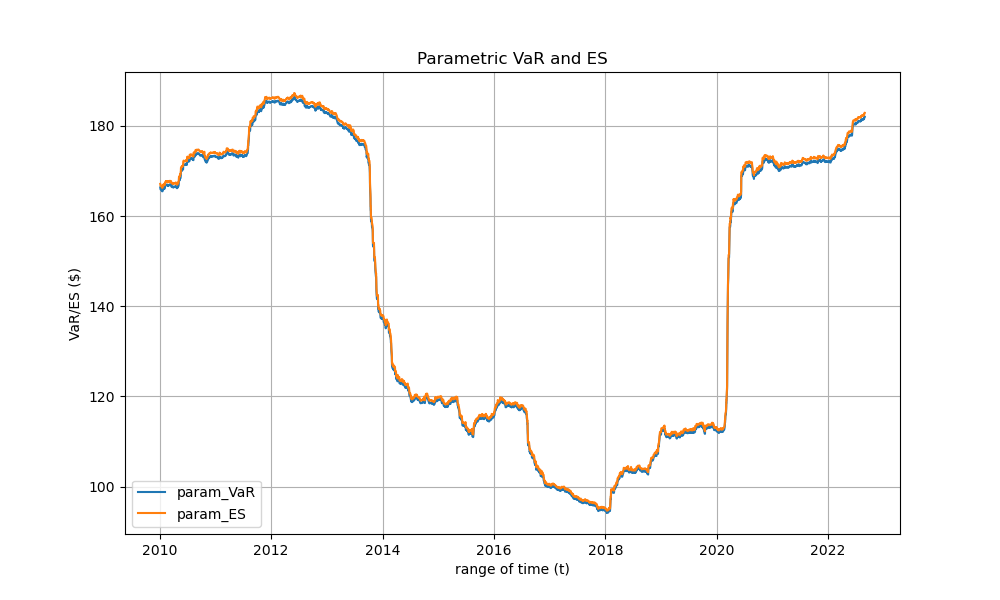 Parametric VaR and ES
VaR/ES ($)
180
160
140
120
100
param_VaR
param_ES
2010 2012 2014 2016 2018 2020 2022
range of time (t)